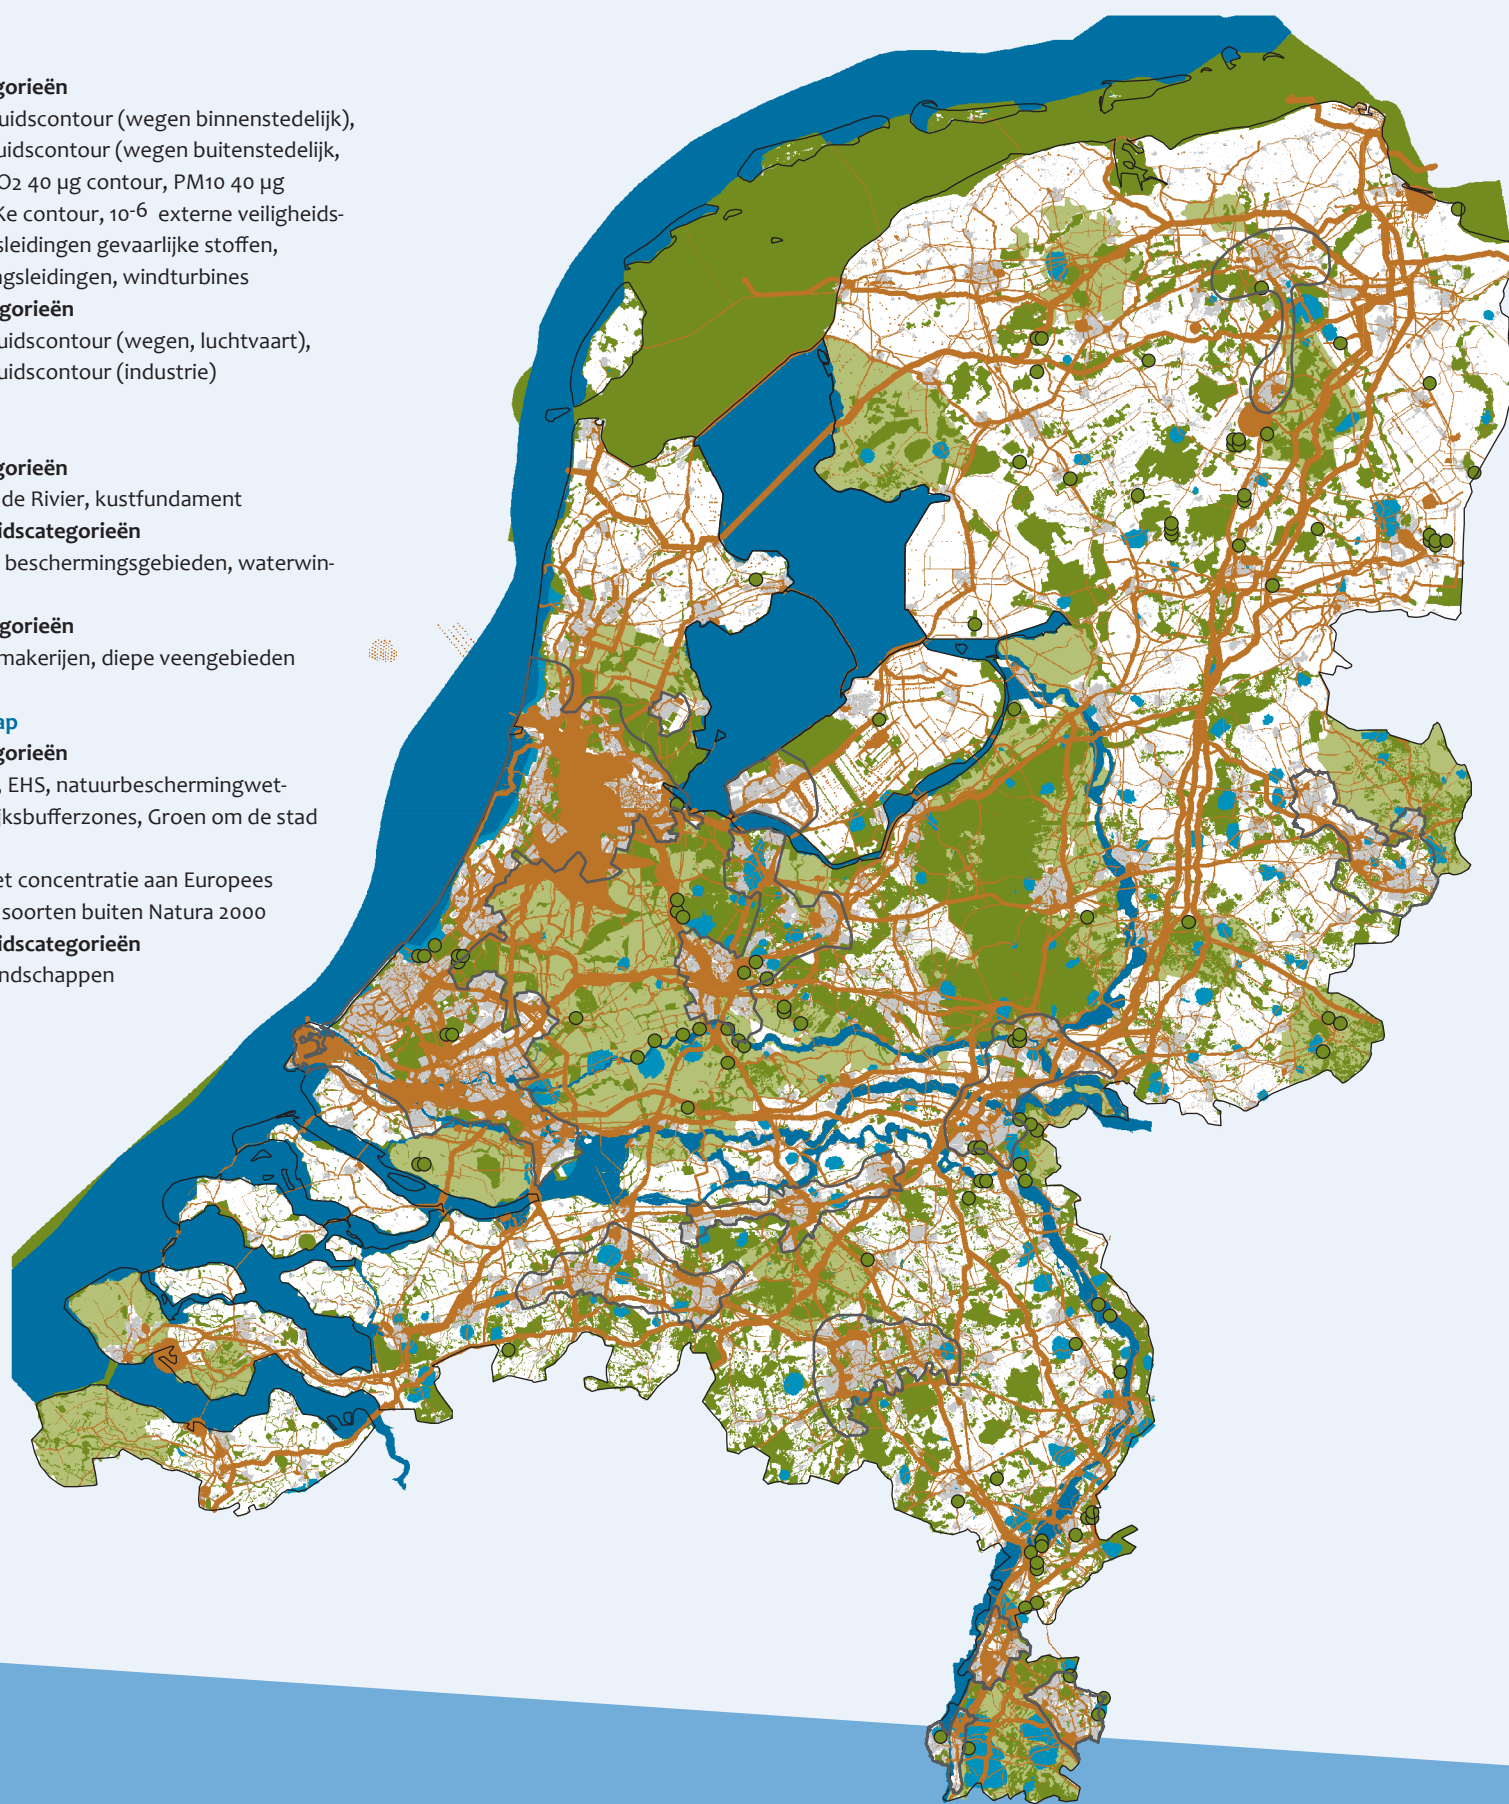 gorieën
uidscontour (wegen binnenstedelijk),
uidscontour (wegen buitenstedelijk,
O2 40 µg contour, PM10 40 µg
Ke contour, 10-6 externe veiligheids-
sleidingen gevaarlijke stoffen,
ngsleidingen, windturbines
gorieën
uidscontour (wegen, luchtvaart),
uidscontour (industrie)
gorieën
de Rivier, kustfundament
idscategorieën
beschermingsgebieden, waterwin-
gorieën
makerijen, diepe veengebieden
ap
gorieën
, EHS, natuurbeschermingwet-
jksbufferzones, Groen om de stad
et concentratie aan Europees
soorten buiten Natura 2000
idscategorieën
ndschappen